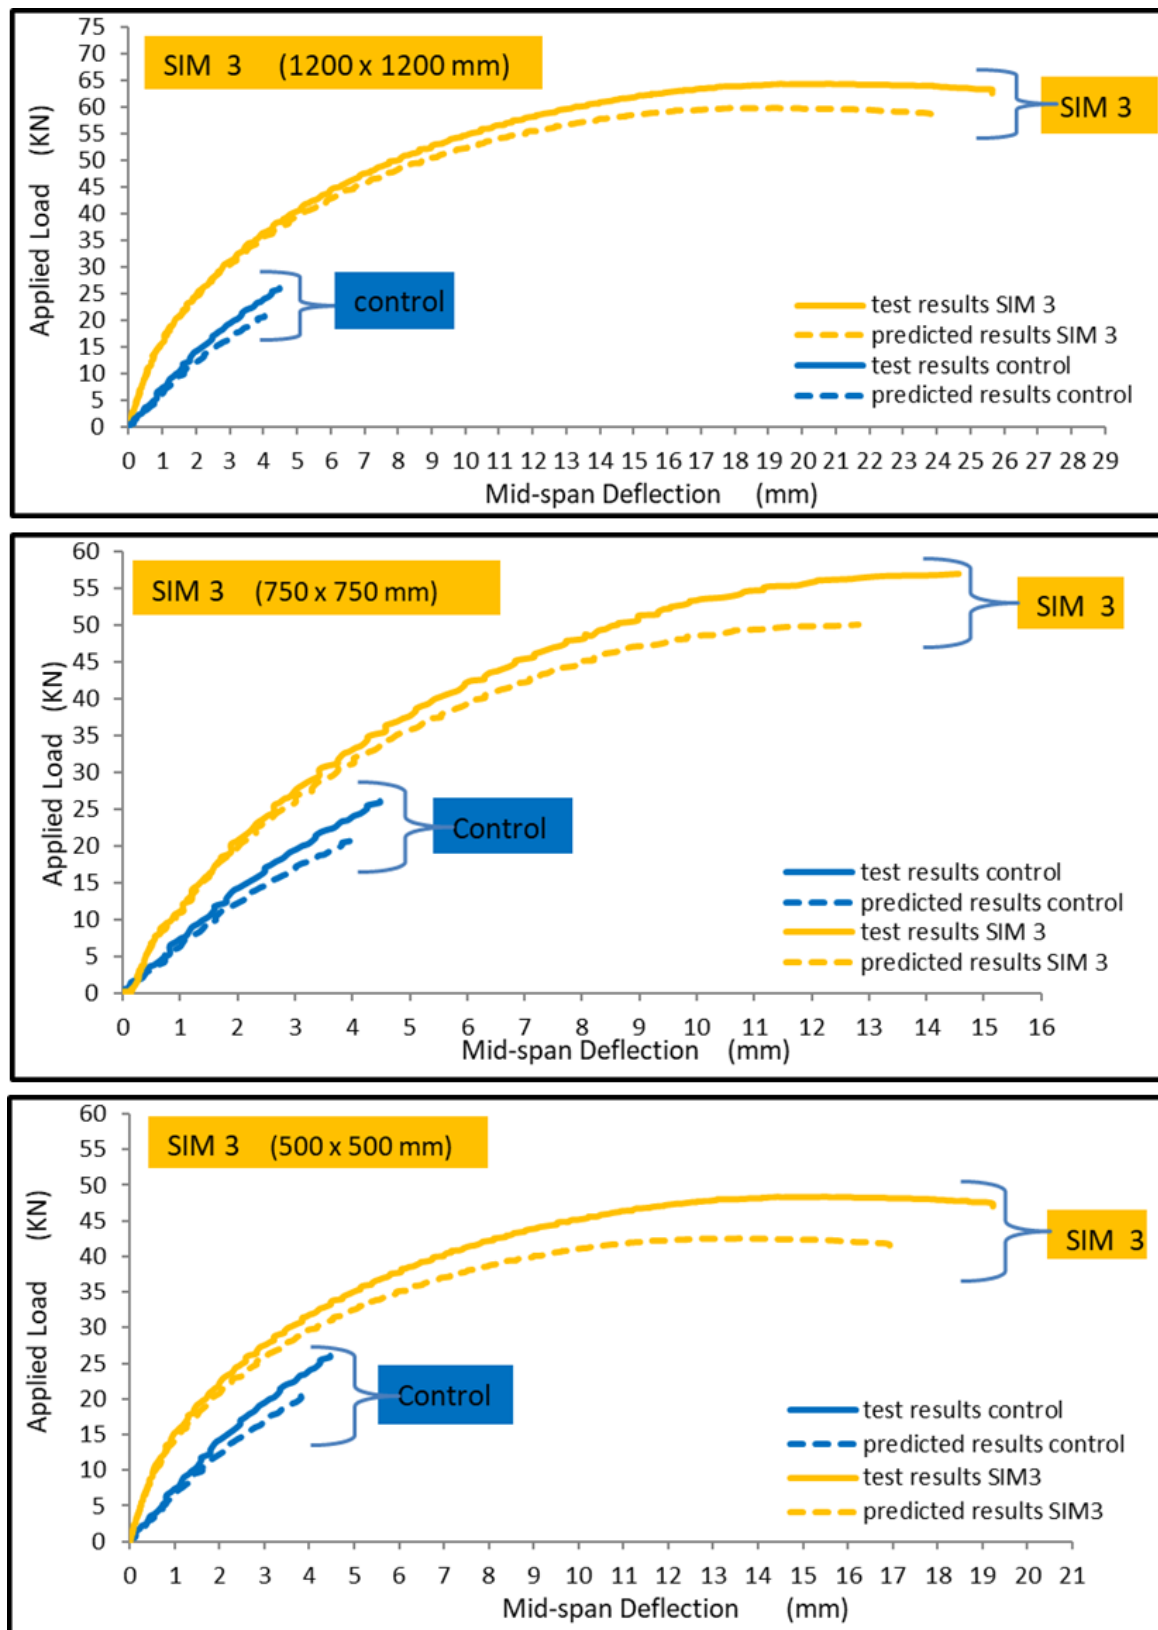 75
70
65
60
55
50
45
40
35
30
25
20
15
10
5
0
Applied Load (KN)
SIM 3 (1200 x 1200 mm)
SIM 3
control
test results SIM 3
predicted results SIM 3
test results control
predicted results control
0 1 2 3 4 5 6 7 8 9 10 11 12 13 14 15 16 17 18 19 20 21 22 23 24 25 26 27 28 29
Mid-span Deflection (mm)
60
55
50
45
40
35
30
25
20
15
10
5
0
Applied Load (KN)
SIM 3 (750 x 750 mm)
SIM 3
Control
test results control
predicted results control
test results SIM 3
predicted results SIM 3
0 1 2 3 4 5 6 7 8 9 10 11 12 13 14 15 16
Mid-span Deflection (mm)
60
55
50
45
40
35
30
25
20
15
10
5
0
Applied Load (KN)
SIM 3 (500 x 500 mm)
SIM 3
Control
test results control
predicted results control
test results SIM3
predicted results SIM3
0 1 2 3 4 5 6 7 8 9 10 11 12 13 14 15 16 17 18 19 20 21
Mid-span Deflection (mm)